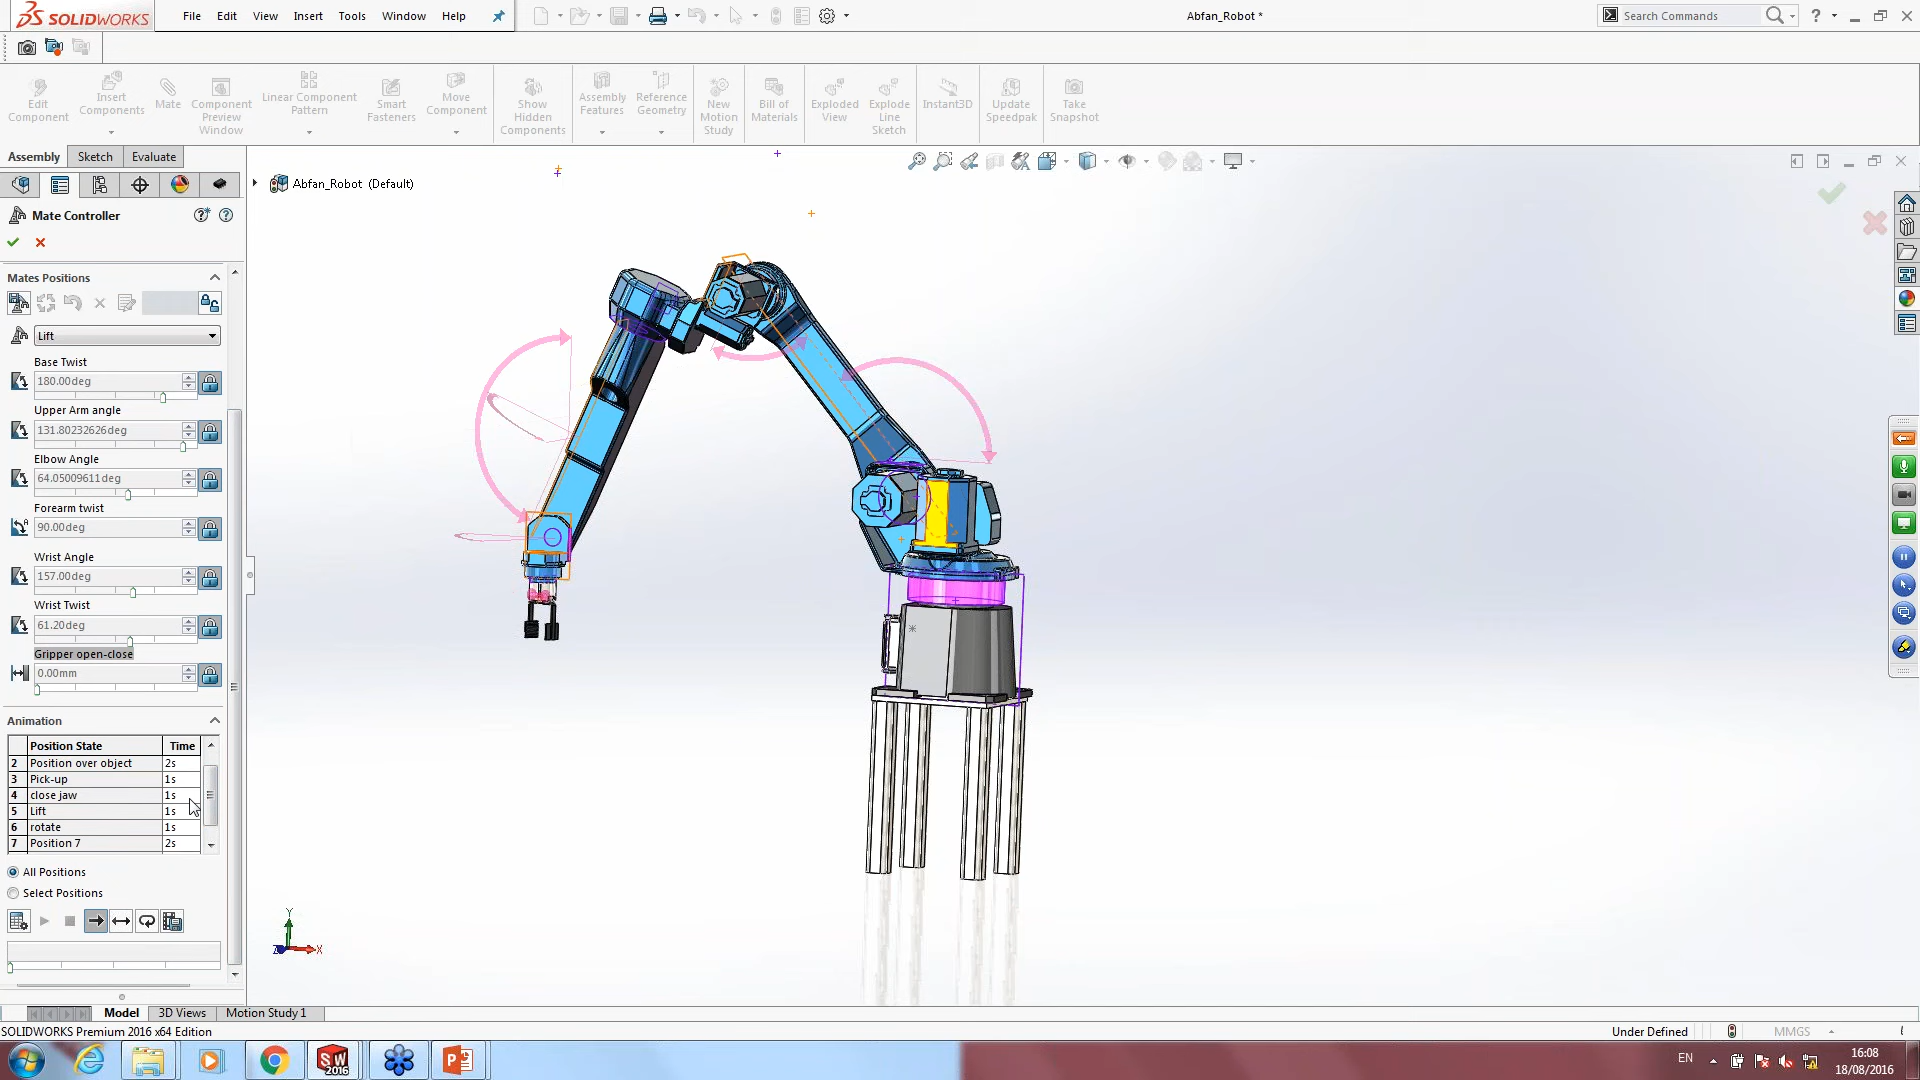 SOLIDWORKS
File Edit View Insert Tools Window Help
Abfan_Robot *
Search Commands
?
Edit Component
Insert Components
Mate
Component Preview Window
Linear Component Pattern
Smart Fasteners
Move Component
Show Hidden Components
Assembly Features
Reference Geometry
New Motion Study
Bill of Materials
Exploded View
Explode Line Sketch
Instant3D
Update Speedpak
Take Snapshot
Assembly Sketch Evaluate
Abfan_Robot (Default)
Mate Controller
Mates Positions
Lift
Base Twist
180.00deg
Upper Arm angle
131.80232626deg
Elbow Angle
64.05009611deg
Forearm twist
90.00deg
Wrist Angle
157.00deg
Wrist Twist
61.20deg
Gripper open-close
0.00mm
Animation
Position State Time
2 Position over object 2s
3 Pick-up 1s
4 close jaw 1s
5 Lift 1s
6 rotate 1s
7 Position 7 2s
All Positions
Select Positions
Y
X
Z
Model 3D Views Motion Study 1
SOLIDWORKS Premium 2016 x64 Edition
Under Defined
MMGS
SW 2016
EN
16:08
18/08/2016